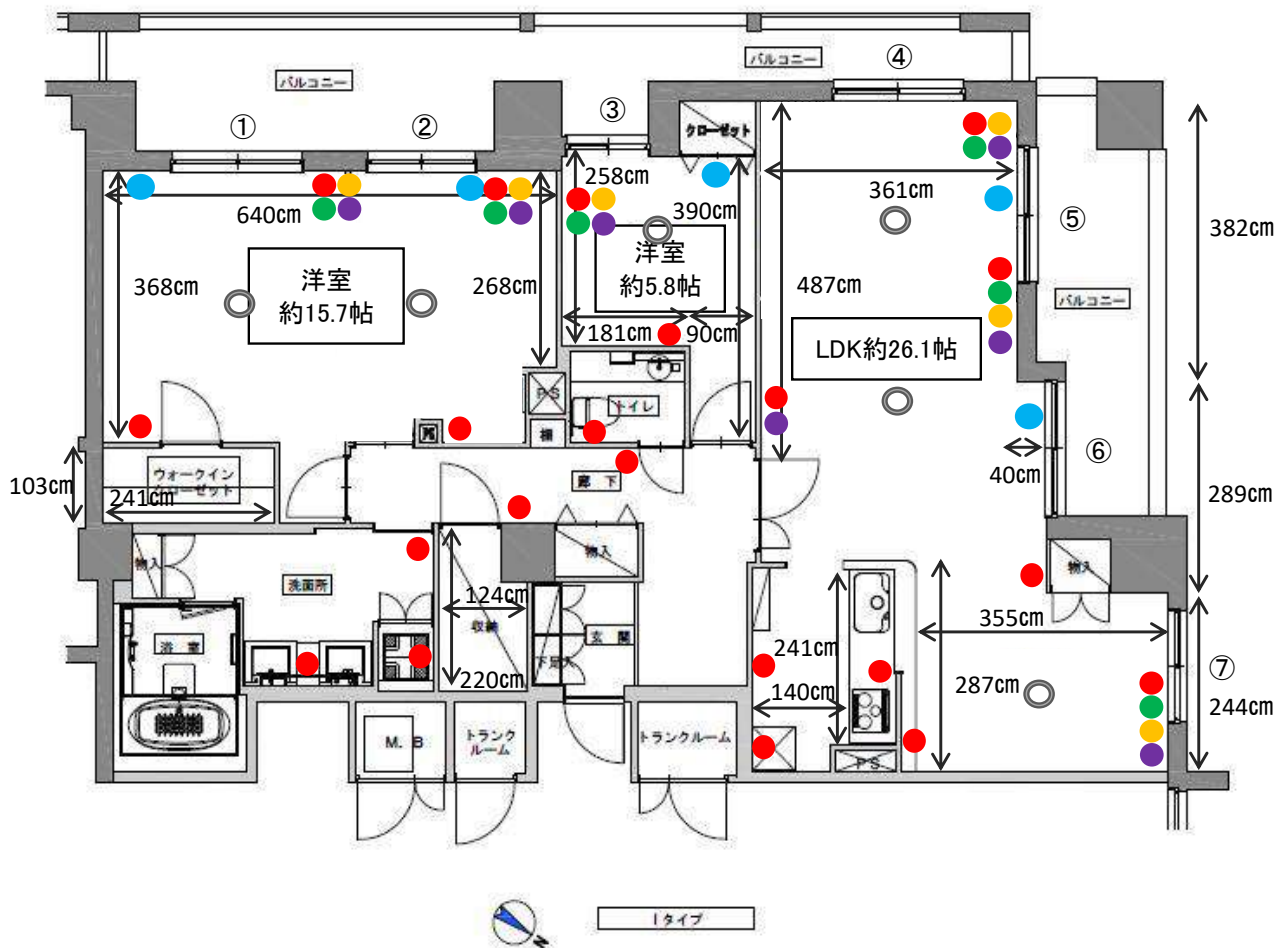 バルコニー
④
バルコニー
①
②
③
クローゼット
⑤
382cm
258cm
390cm
361cm
640cm
368cm
洋室
約15.7帖
268cm
洋室
約5.8帖
487cm
バルコニー
181cm
90cm
LDK約26.1帖
PS
トイレ
棚
⑥
40cm
289cm
103cm
ウォークイン
クローゼット
241cm
廊下
物入
洗面所
124cm
収納
物入
玄関
下足入
220cm
浴室
物入
355cm
241cm
140cm
287cm
⑦
244cm
M.B
トランク
ルーム
トランクルーム
PS
N
Iタイプ